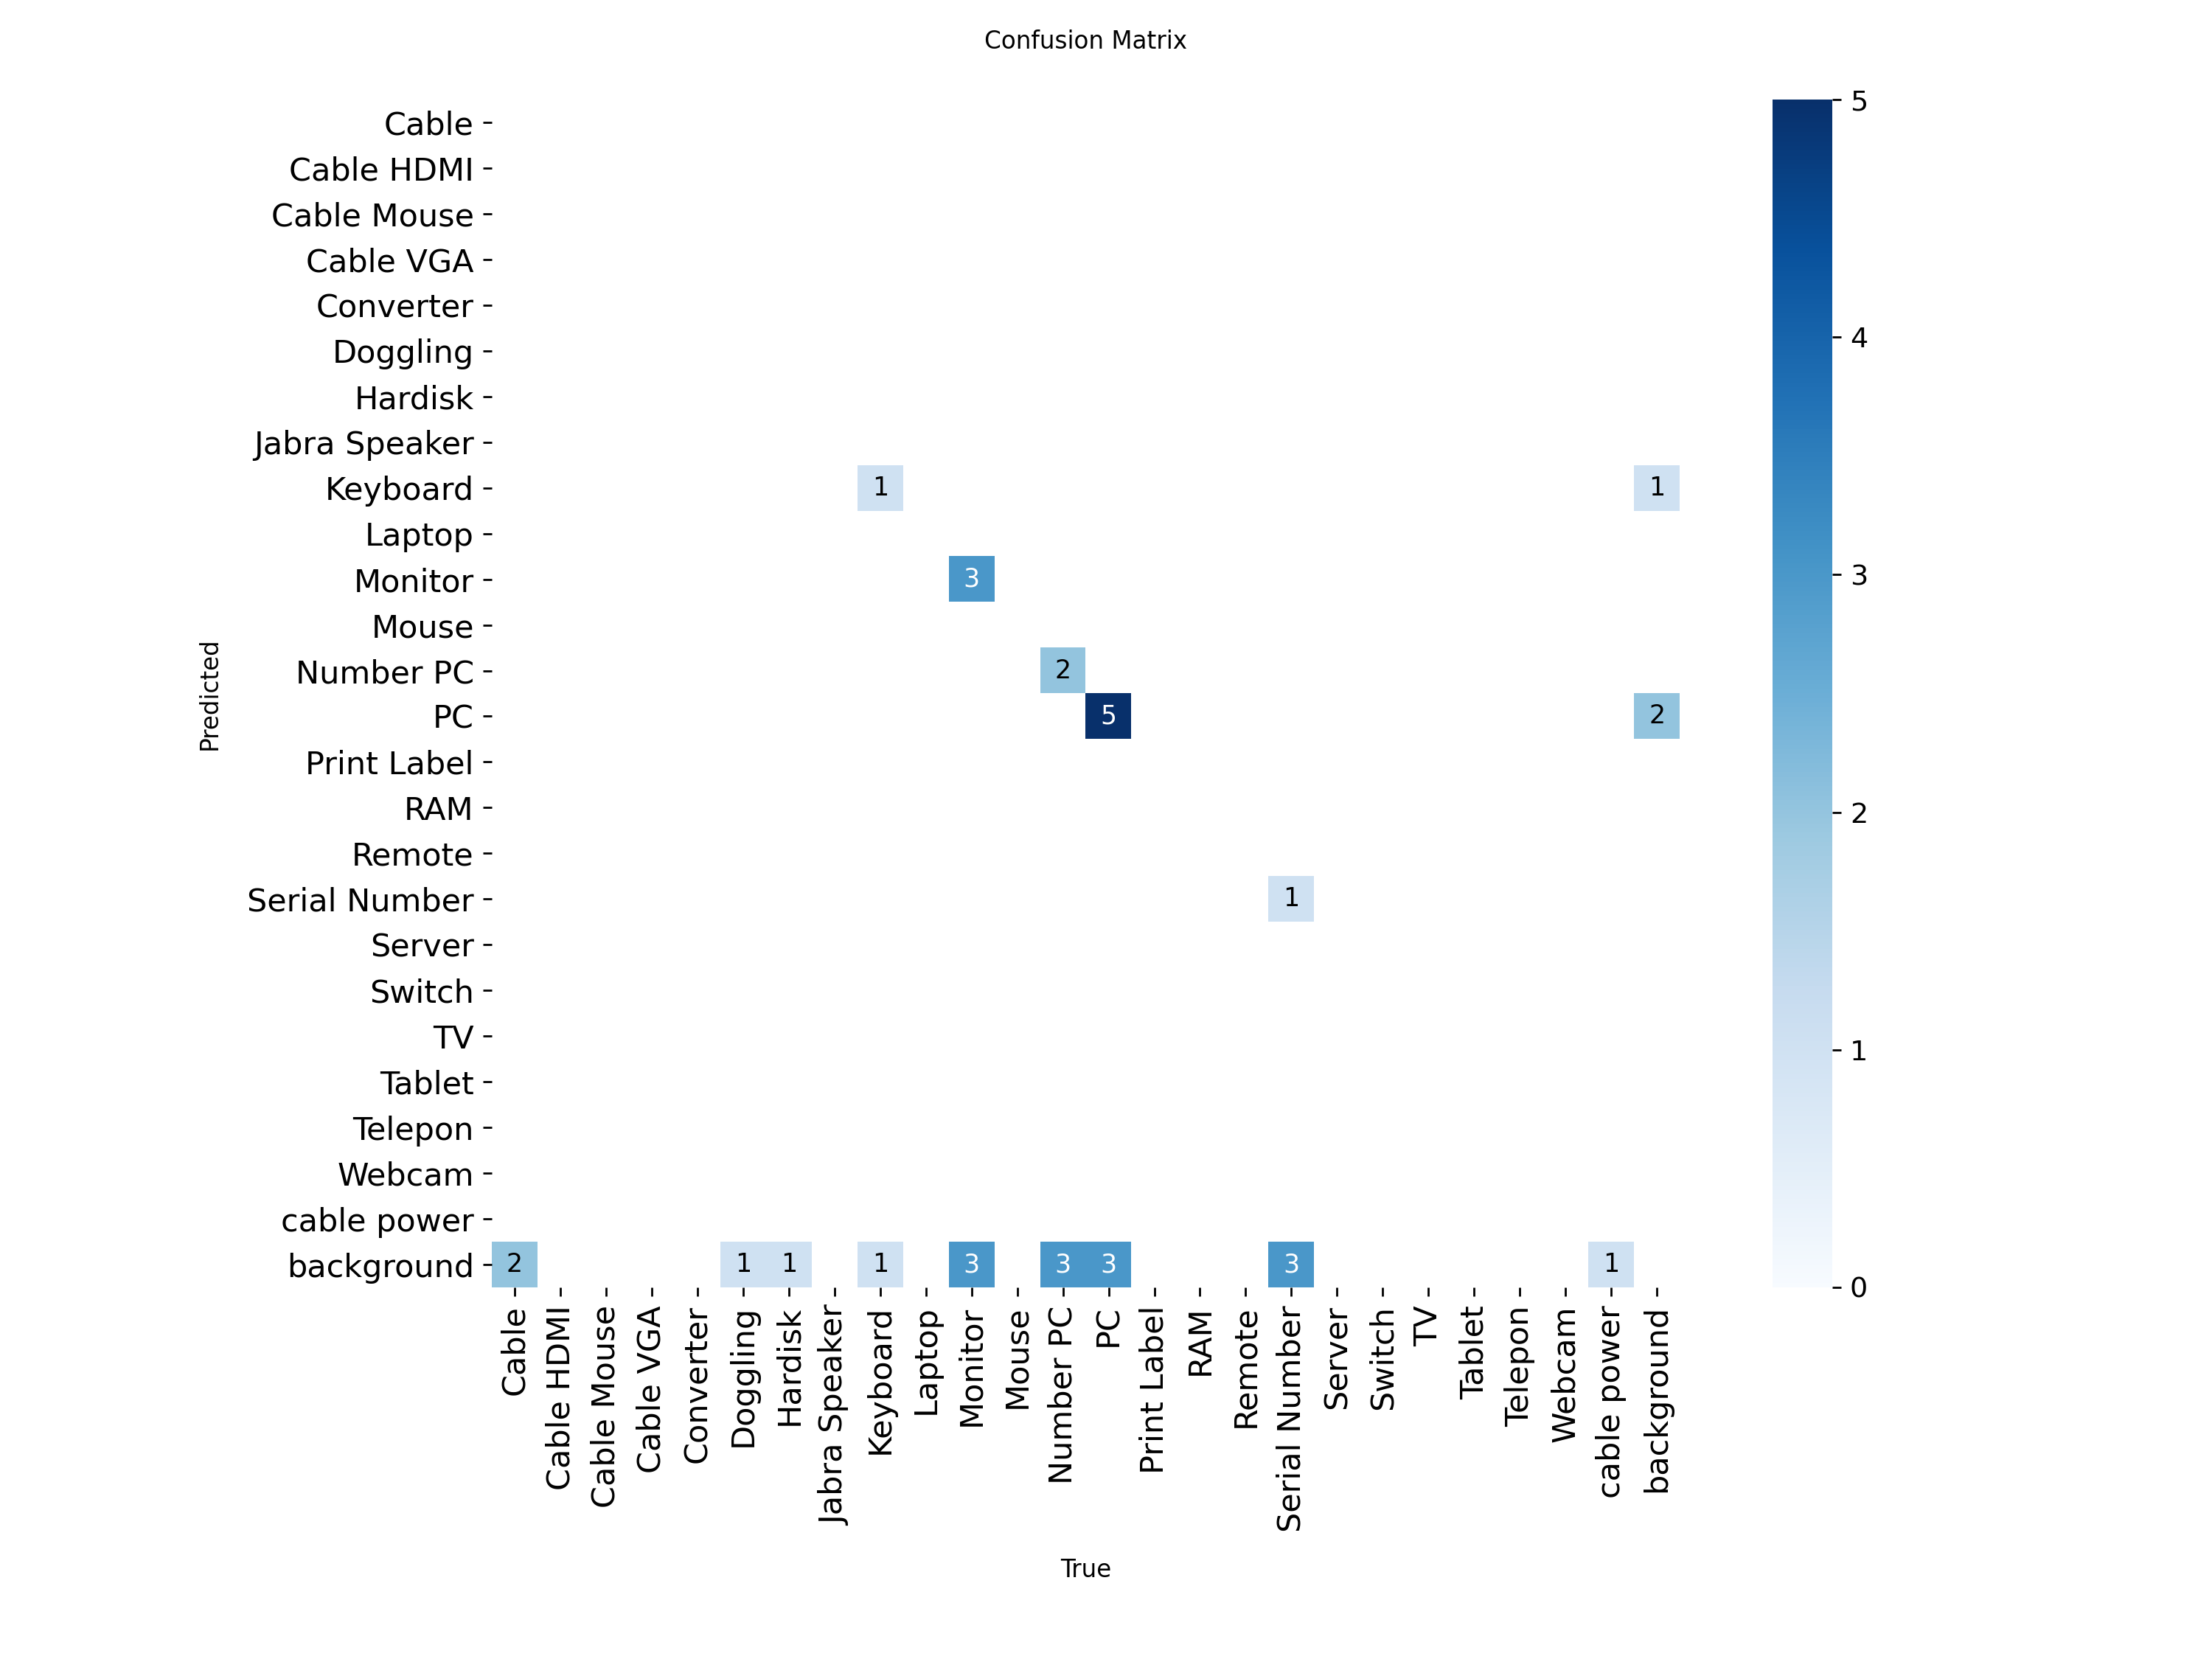 Confusion Matrix
Cable
Cable HDMI
Cable Mouse
Cable VGA
Converter
Doggling
Hardisk
Jabra Speaker
Keyboard 1 1
Laptop
Monitor 3
Mouse
Number PC 2
PC 5 2
Print Label
RAM
Remote
Serial Number 1
Server
Switch
TV
Tablet
Telepon
Webcam
cable power
background 2 1 1 1 3 3 3 3 1
Predicted
Cable
Cable HDMI
Cable Mouse
Cable VGA
Converter
Doggling
Hardisk
Jabra Speaker
Keyboard
Laptop
Monitor
Mouse
Number PC
PC
Print Label
RAM
Remote
Serial Number
Server
Switch
TV
Tablet
Telepon
Webcam
cable power
background
True
5
4
3
2
1
0